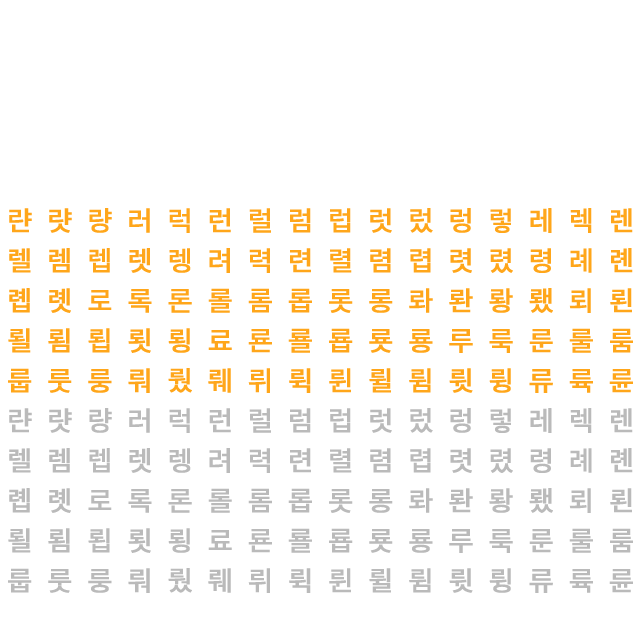 랸 럇 량 러 럭 런 럴 럼 럽 럿 렀 렁 렇 레 렉 렌
렐 렘 렙 렛 렝 려 력 련 렬 렴 렵 렷 렸 령 례 롄
롑 롓 로 록 론 롤 롬 롭 롯 롱 롸 롼 뢍 뢨 뢰 뢴
뢸 룀 룁 룃 룅 료 룐 룔 룝 룟 룡 루 룩 룬 룰 룸
룹 룻 룽 뤄 뤘 뤠 뤼 뤽 륀 륄 륌 륏 륑 류 륙 륜
랸 럇 량 러 럭 런 럴 럼 럽 럿 렀 렁 렇 레 렉 렌
렐 렘 렙 렛 렝 려 력 련 렬 렴 렵 렷 렸 령 례 롄
롑 롓 로 록 론 롤 롬 롭 롯 롱 롸 롼 뢍 뢨 뢰 뢴
뢸 룀 룁 룃 룅 료 룐 룔 룝 룟 룡 루 룩 룬 룰 룸
룹 룻 룽 뤄 뤘 뤠 뤼 뤽 륀 륄 륌 륏 륑 류 륙 륜